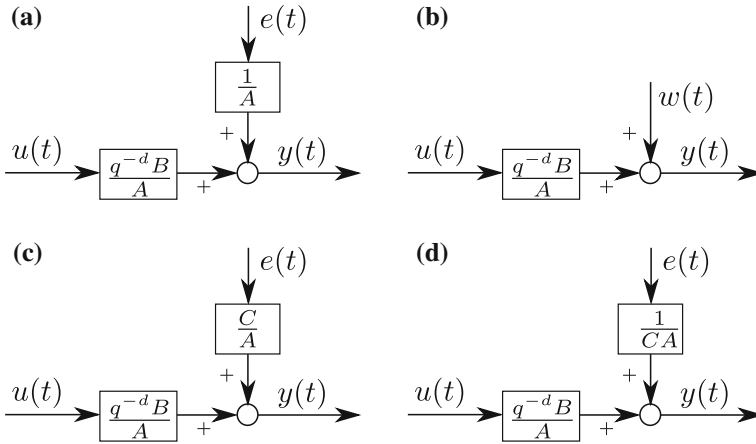 (a)
e(t)
1
A
+
u(t)
q^{-d} B
A
+
y(t)
(b)
w(t)
+
u(t)
q^{-d} B
A
+
y(t)
(c)
e(t)
C
A
+
u(t)
q^{-d} B
A
+
y(t)
(d)
e(t)
1
CA
+
u(t)
q^{-d} B
A
+
y(t)